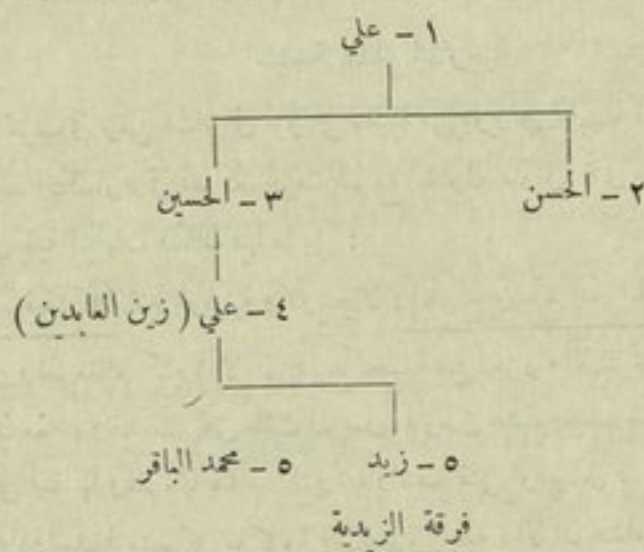 ١ - علي
٢ - الحسن
٣ - الحسين
٤ - علي ( زين العابدين )
٥ - زيد
٥ - محمد الباقر
فرقة الزيدية